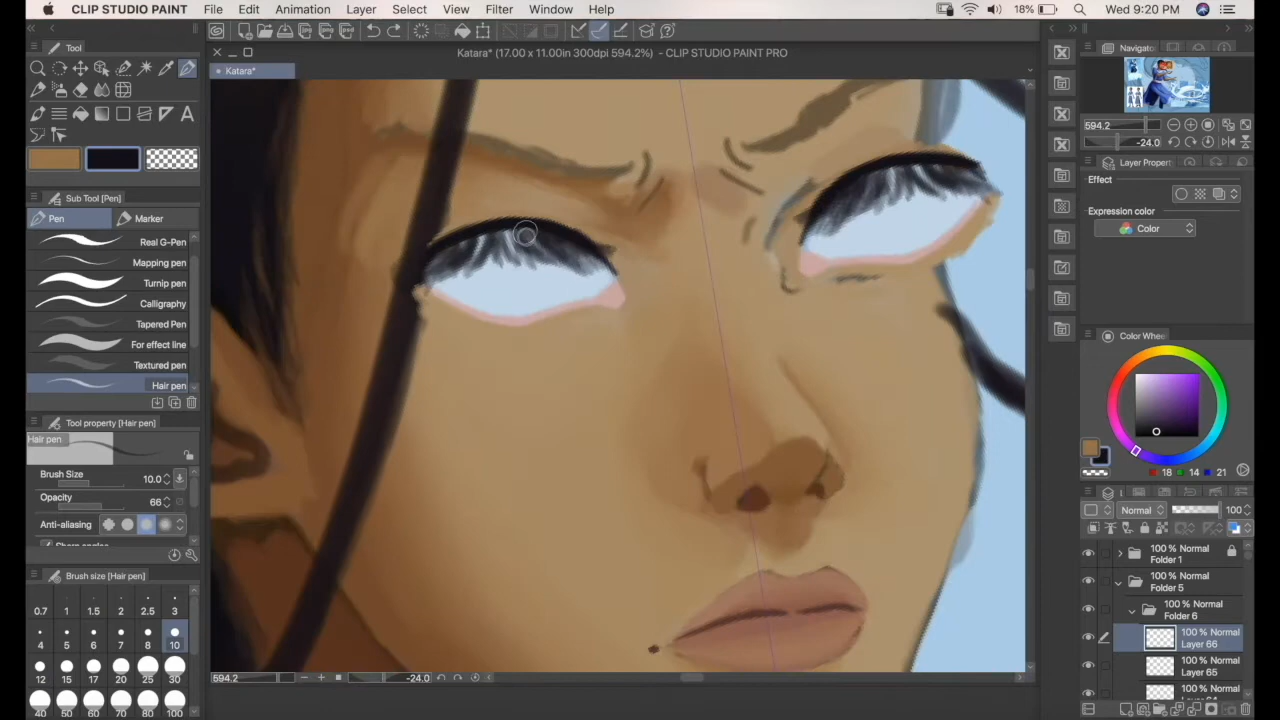 CLIP STUDIO PAINT File Edit Animation Layer Select View Filter Window Help 18% Wed 9:20 PM
Katara* (17.00 x 11.00in 300dpi 594.2%) - CLIP STUDIO PAINT PRO
Katara*
Tool
Sub Tool [Pen]
Pen
Marker
Real G-Pen
Mapping pen
Turnip pen
Calligraphy
Tapered Pen
For effect line
Textured pen
Hair pen
Tool property [Hair pen]
Hair pen
Brush Size 10.0
Opacity 66
Anti-aliasing
Brush size [Hair pen]
0.7 1 1.5 2 2.5 3
4 5 6 7 8 10
12 15 17 20 25 30
40 50 60 70 80 100
594.2 -24.0
Navigator
594.2
-24.0
Layer Property
Effect
Expression color
Color
Color Wheel
18 14 21
Normal 100
100 % Normal
Folder 1
100 % Normal
Folder 5
100 % Normal
Folder 6
100 % Normal
Layer 66
100 % Normal
Layer 65
100 % Normal